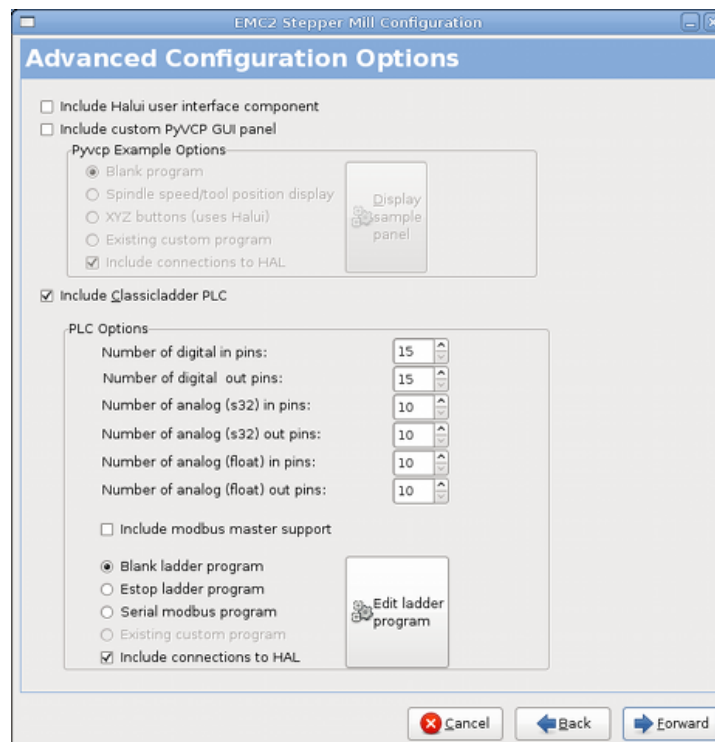 EMC2 Stepper Mill Configuration
Advanced Configuration Options
Include Halui user interface component
Include custom PyVCP GUI panel
Pyvcp Example Options
Blank program
Spindle speed/tool position display
XYZ buttons (uses Halui)
Existing custom program
Include connections to HAL
Display
sample
panel
Include Classicladder PLC
PLC Options
Number of digital in pins: 15
Number of digital out pins: 15
Number of analog (s32) in pins: 10
Number of analog (s32) out pins: 10
Number of analog (float) in pins: 10
Number of analog (float) out pins: 10
Include modbus master support
Blank ladder program
Estop ladder program
Serial modbus program
Existing custom program
Include connections to HAL
Edit ladder
program
Cancel Back Forward